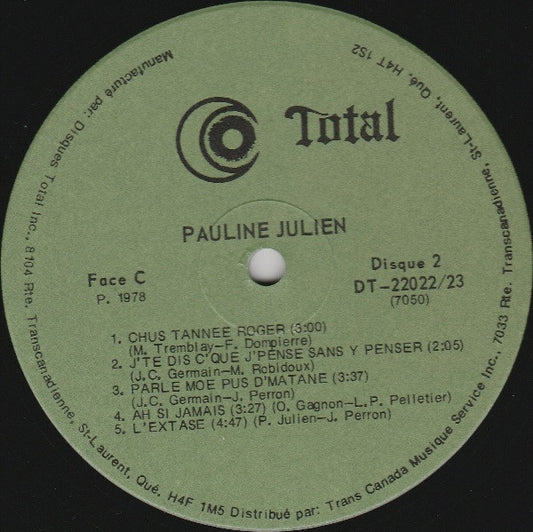 Total
PAULINE JULIEN
Face C
P. 1978
Disque 2
DT-22022/23
(7050)
1. CHUS TANNEE ROGER (3:00)
(M. Tremblay-F. Dompierre)
2. J'TE DIS C'QUE J'PENSE SANS Y PENSER (2:05)
(J.C. Germain-M. Robidoux)
3. PARLE MOE PUS D'MATANE (3:37)
(J.C. Germain-J. Perron)
4. AH SI JAMAIS (3:27) (O. Gagnon-L.P. Pelletier)
5. L'EXTASE (4:47) (P. Julien-J. Perron)
Manufacturé par: Disques Total Inc., 8104 Rte. Transcanadienne, St-Laurent, Qué. H4F 1M5 Distribué par: Trans Canada Musique Service Inc., 7033 Rte. Transcanadienne, St-Laurent, Qué. H4T 1S2